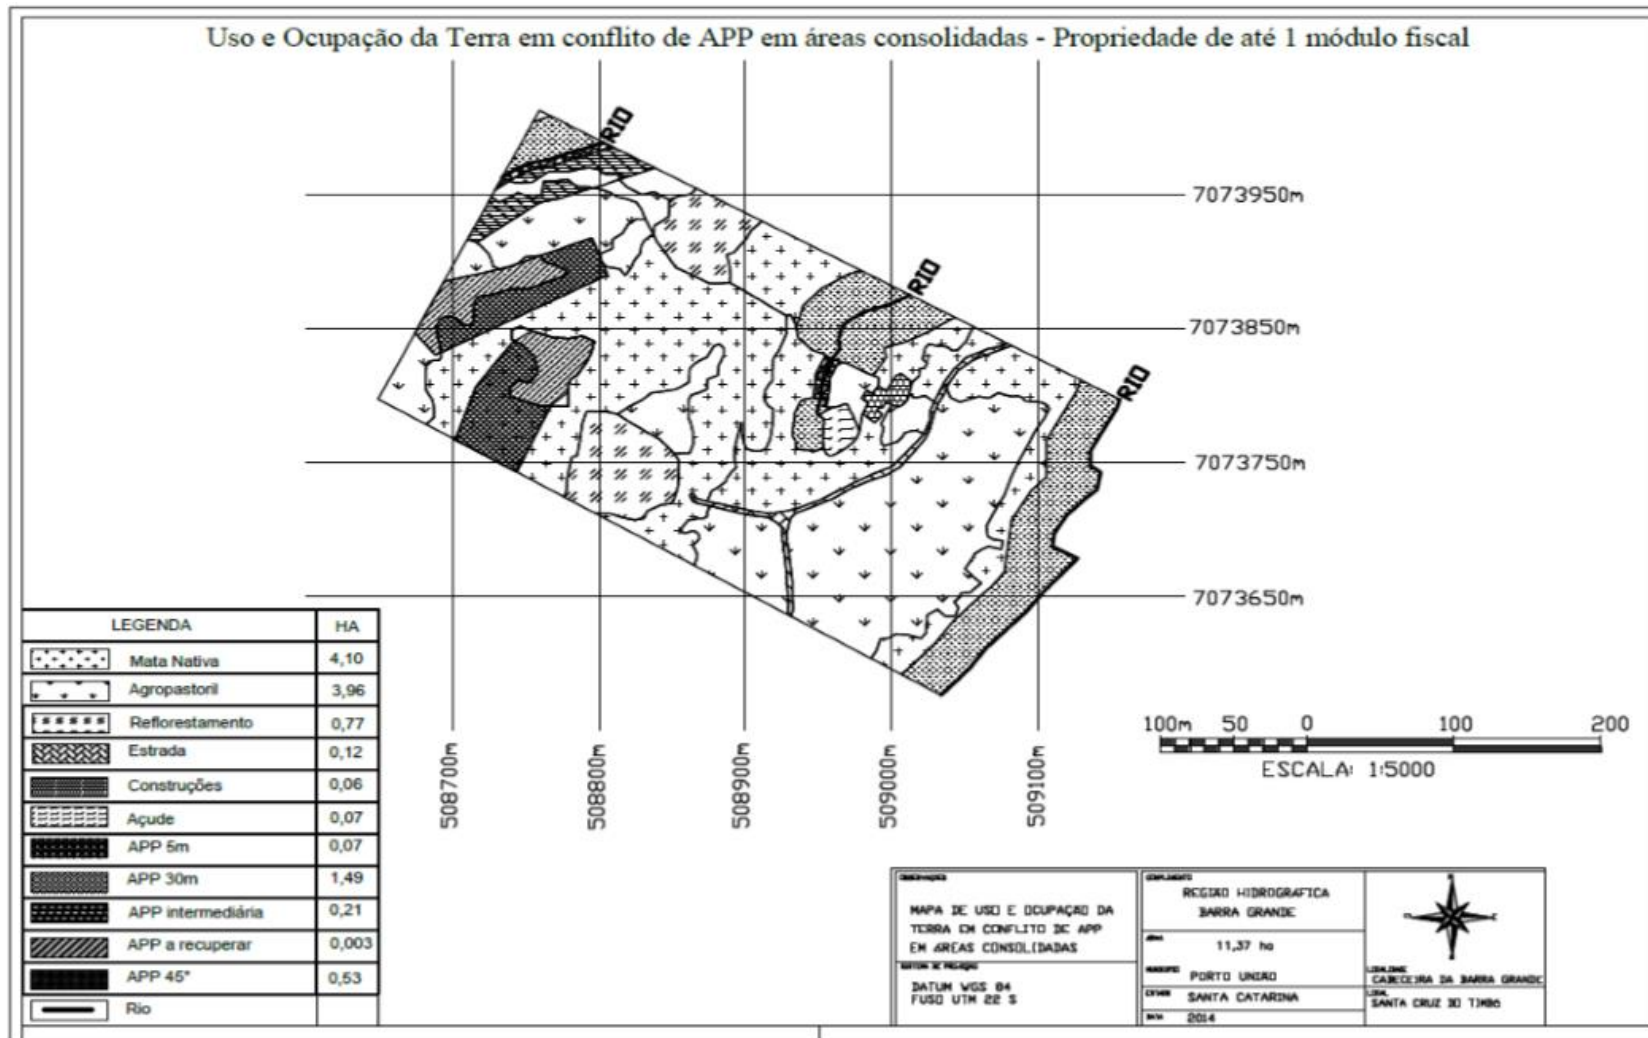 Uso e Ocupação da Terra em conflito de APP em áreas consolidadas - Propriedade de até 1 módulo fiscal
RIO
7073950m
RIO
7073850m
RIO
7073750m
7073650m
508700m
508800m
508900m
509000m
509100m
100m 50 0 100 200
ESCALA: 1:5000
LEGENDA HA
Mata Nativa 4,10
Agropastoril 3,96
Reflorestamento 0,77
Estrada 0,12
Construções 0,06
Açude 0,07
APP 5m 0,07
APP 30m 1,49
APP intermediária 0,21
APP a recuperar 0,003
APP 45° 0,53
Rio
MAPA DE USO E OCUPAÇÃO DA
TERRA EM CONFLITO DE APP
EM ÁREAS CONSOLIDADAS
DATUM WGS 84
FUSO UTM 22 S
REGIÃO HIDROGRÁFICA
BARRA GRANDE
11,37 ha
PORTO UNIÃO
SANTA CATARINA
2014
CABECEIRA DA BARRA GRANDE
SANTA CRUZ DO TIMBÓ